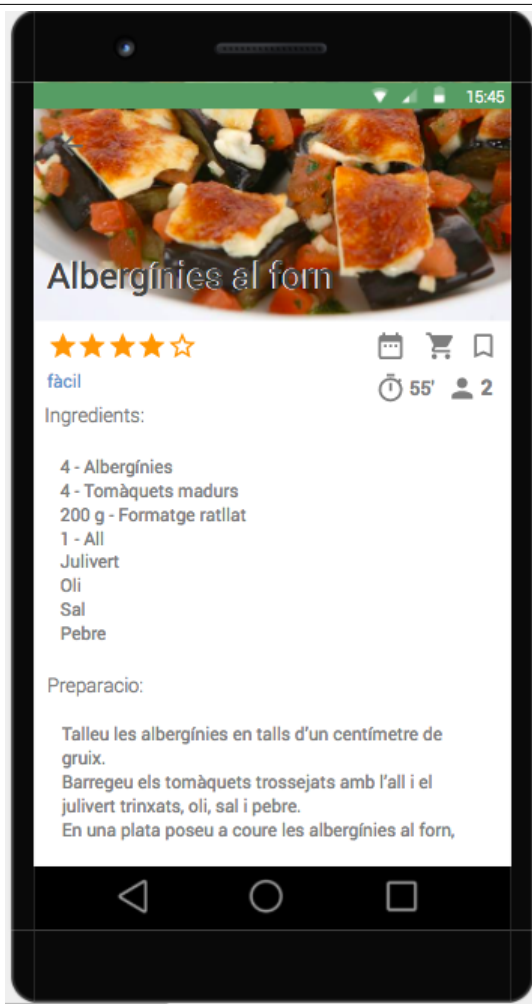 15:45
Albergínies al forn
fàcil
55' 2
Ingredients:
4 - Albergínies
4 - Tomàquets madurs
200 g - Formatge ratllat
1 - All
Julivert
Oli
Sal
Pebre
Preparacio:
Talleu les albergínies en talls d'un centímetre de
gruix.
Barregeu els tomàquets trossejats amb l'all i el
julivert trinxats, oli, sal i pebre.
En una plata poseu a coure les albergínies al forn,